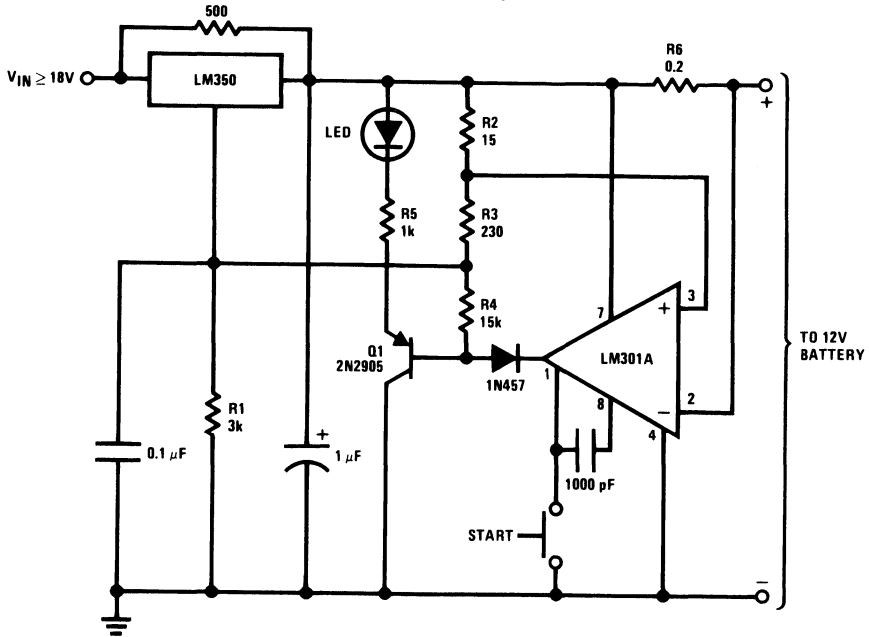 500
V_IN ≥ 18V
LM350
R6
0.2
+
LED
R2
15
R5
1k
R3
230
R4
15k
7
+
3
Q1
2N2905
1N457
1
LM301A
TO 12V
BATTERY
8
−
2
4
R1
3k
0.1 μF
+
1 μF
1000 pF
START
−